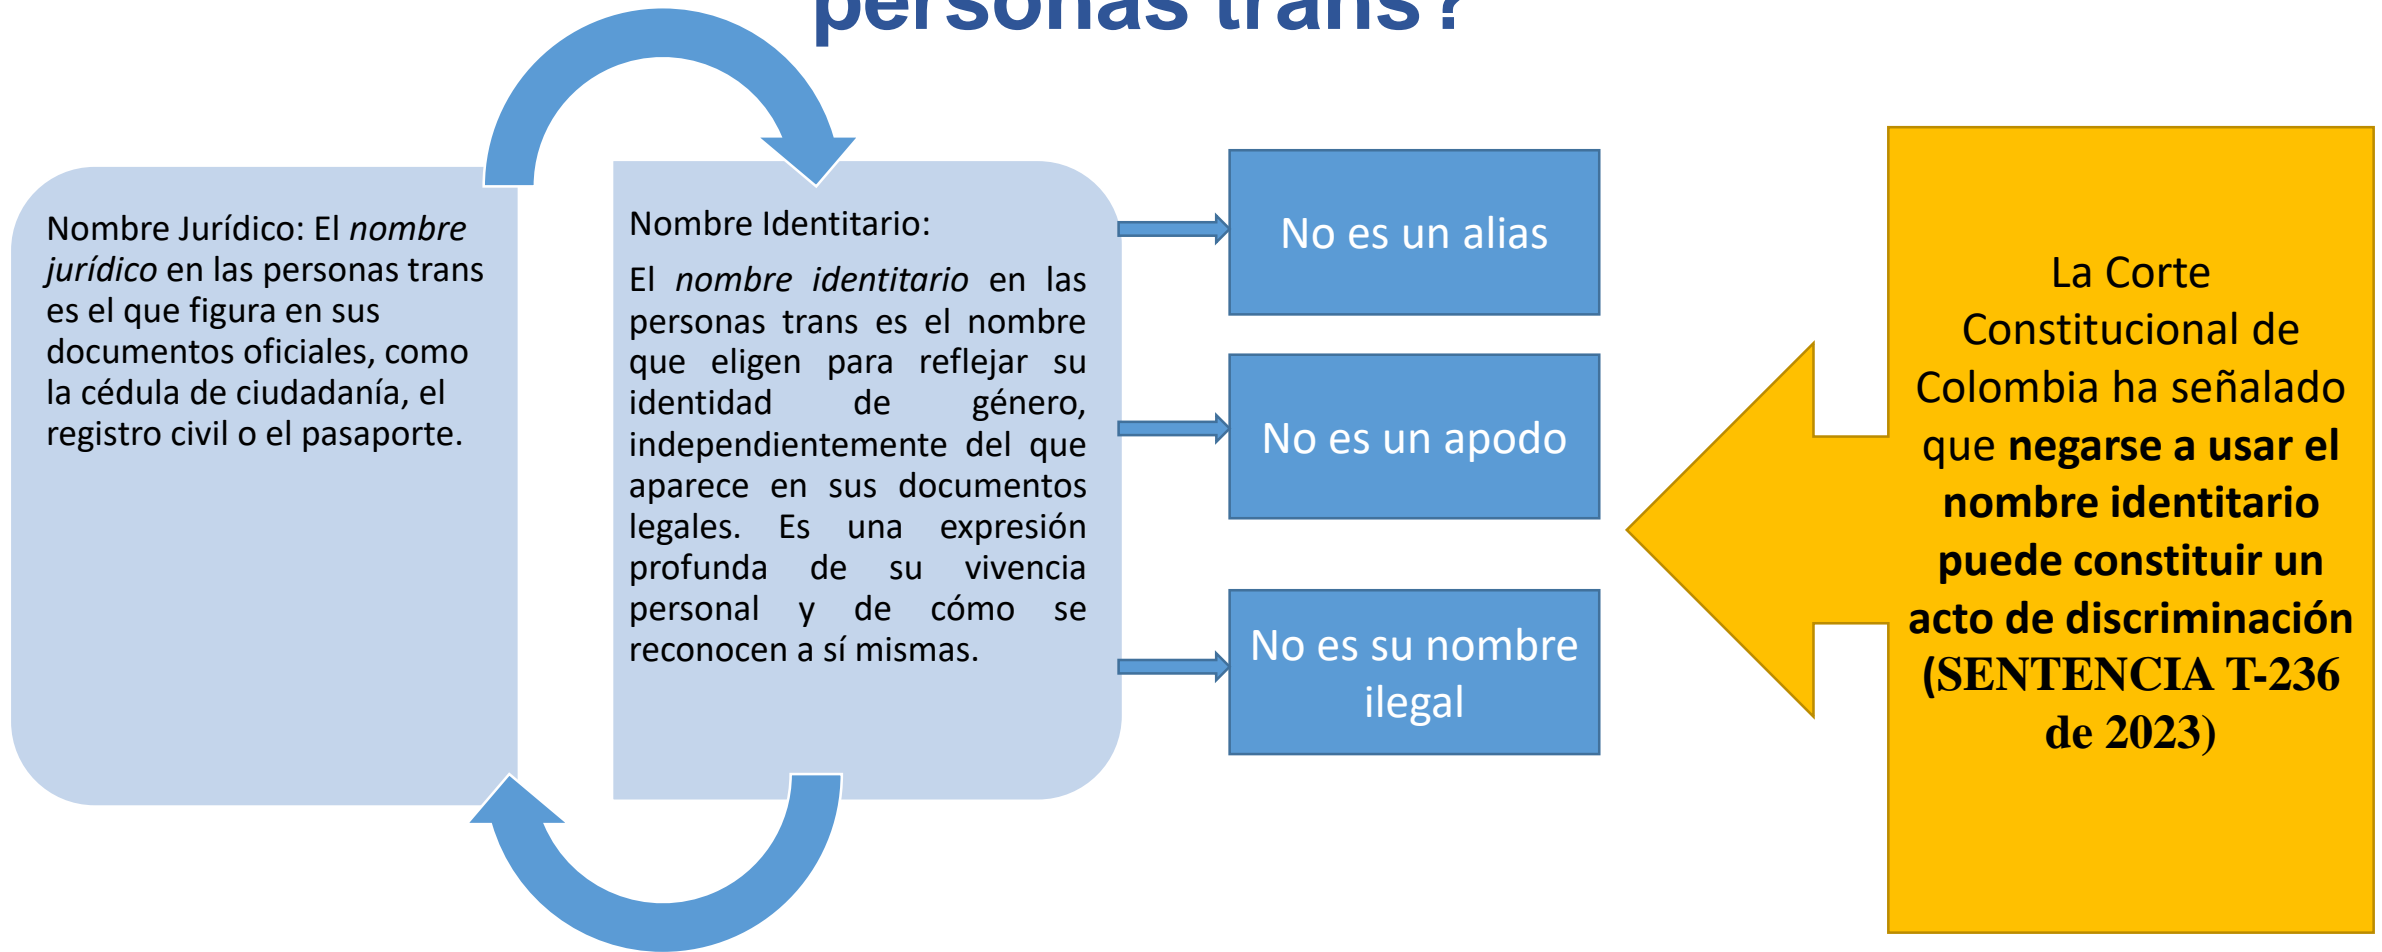 personas trans?
Nombre Jurídico: El nombre
jurídico en las personas trans
es el que figura en sus
documentos oficiales, como
la cédula de ciudadanía, el
registro civil o el pasaporte.
Nombre Identitario:
El nombre identitario en las
personas trans es el nombre
que eligen para reflejar su
identidad de género,
independientemente del que
aparece en sus documentos
legales. Es una expresión
profunda de su vivencia
personal y de cómo se
reconocen a sí mismas.
No es un alias
No es un apodo
No es su nombre
ilegal
La Corte
Constitucional de
Colombia ha señalado
que negarse a usar el
nombre identitario
puede constituir un
acto de discriminación
(SENTENCIA T-236
de 2023)